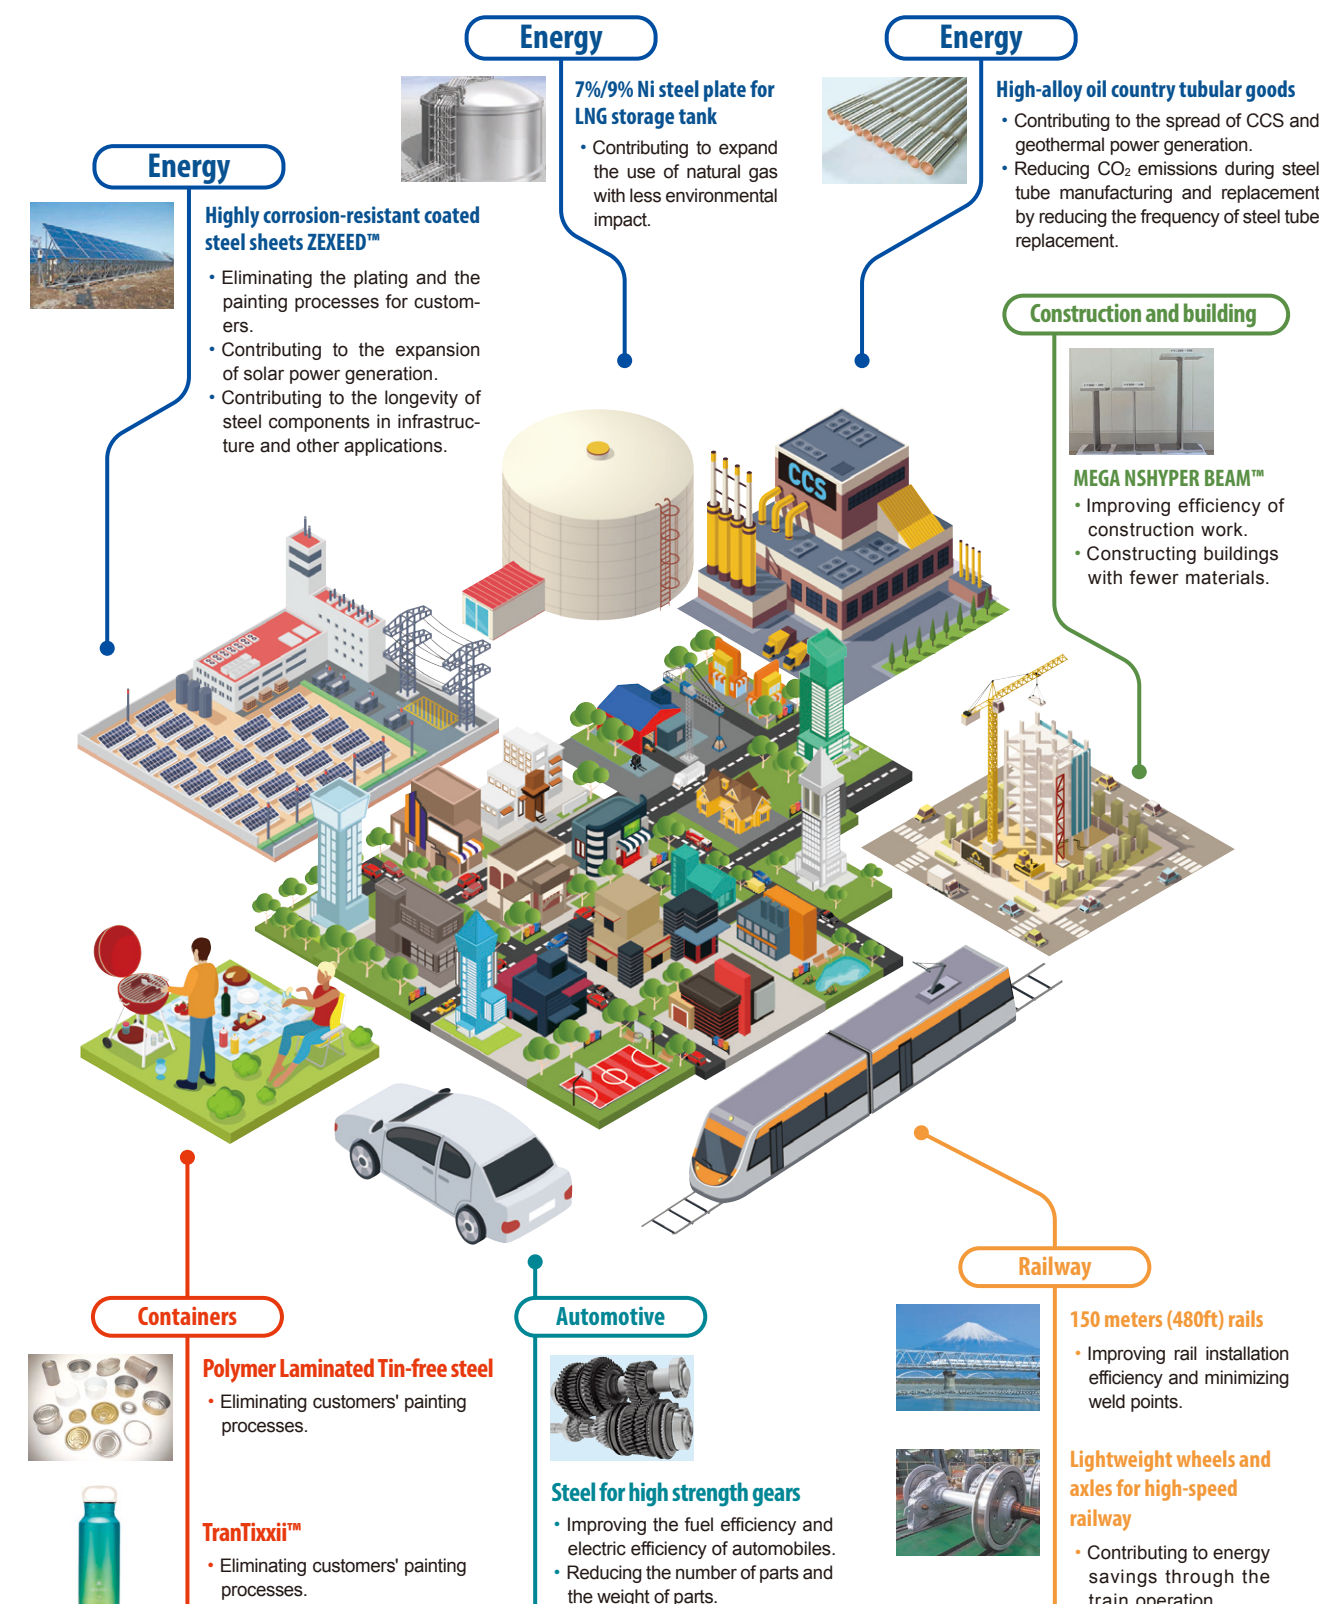 Energy
7%/9% Ni steel plate for
LNG storage tank
• Contributing to expand
the use of natural gas
with less environmental
impact.
Energy
High-alloy oil country tubular goods
• Contributing to the spread of CCS and
geothermal power generation.
• Reducing CO₂ emissions during steel
tube manufacturing and replacement
by reducing the frequency of steel tube
replacement.
Energy
Highly corrosion-resistant coated
steel sheets ZEXEED™
• Eliminating the plating and the
painting processes for custom-
ers.
• Contributing to the expansion
of solar power generation.
• Contributing to the longevity of
steel components in infrastruc-
ture and other applications.
Construction and building
MEGA NSHYPER BEAM™
• Improving efficiency of
construction work.
• Constructing buildings
with fewer materials.
CCS
Containers
Polymer Laminated Tin-free steel
• Eliminating customers' painting
processes.
TranTixxii™
• Eliminating customers' painting
processes.
Automotive
Steel for high strength gears
• Improving the fuel efficiency and
electric efficiency of automobiles.
• Reducing the number of parts and
the weight of parts.
Railway
150 meters (480ft) rails
• Improving rail installation
efficiency and minimizing
weld points.
Lightweight wheels and
axles for high-speed
railway
• Contributing to energy
savings through the
train operation